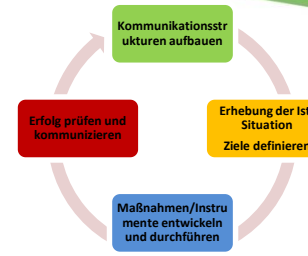 Kommunikationsstr
ukturen aufbauen
Erhebung der Ist
Situation
Ziele definieren
Maßnahmen/Instru
mente entwickeln
und durchführen
Erfolg prüfen und
kommunizieren